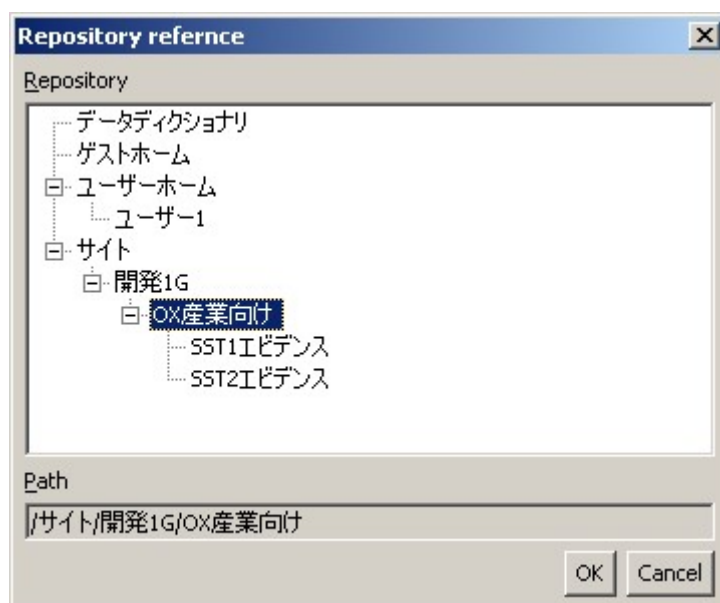 Repository refernce
Repository
データディクショナリ
ゲストホーム
ユーザーホーム
ユーザー1
サイト
開発1G
OX産業向け
SST1エビデンス
SST2エビデンス
Path
/サイト/開発1G/OX産業向け
OK Cancel